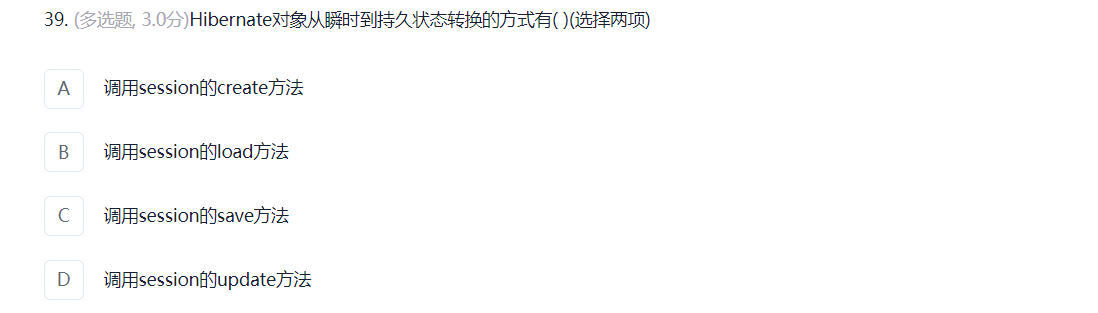 39. (多选题, 3.0分)Hibernate对象从瞬时到持久状态转换的方式有( )(选择两项)
A 调用session的create方法
B 调用session的load方法
C 调用session的save方法
D 调用session的update方法